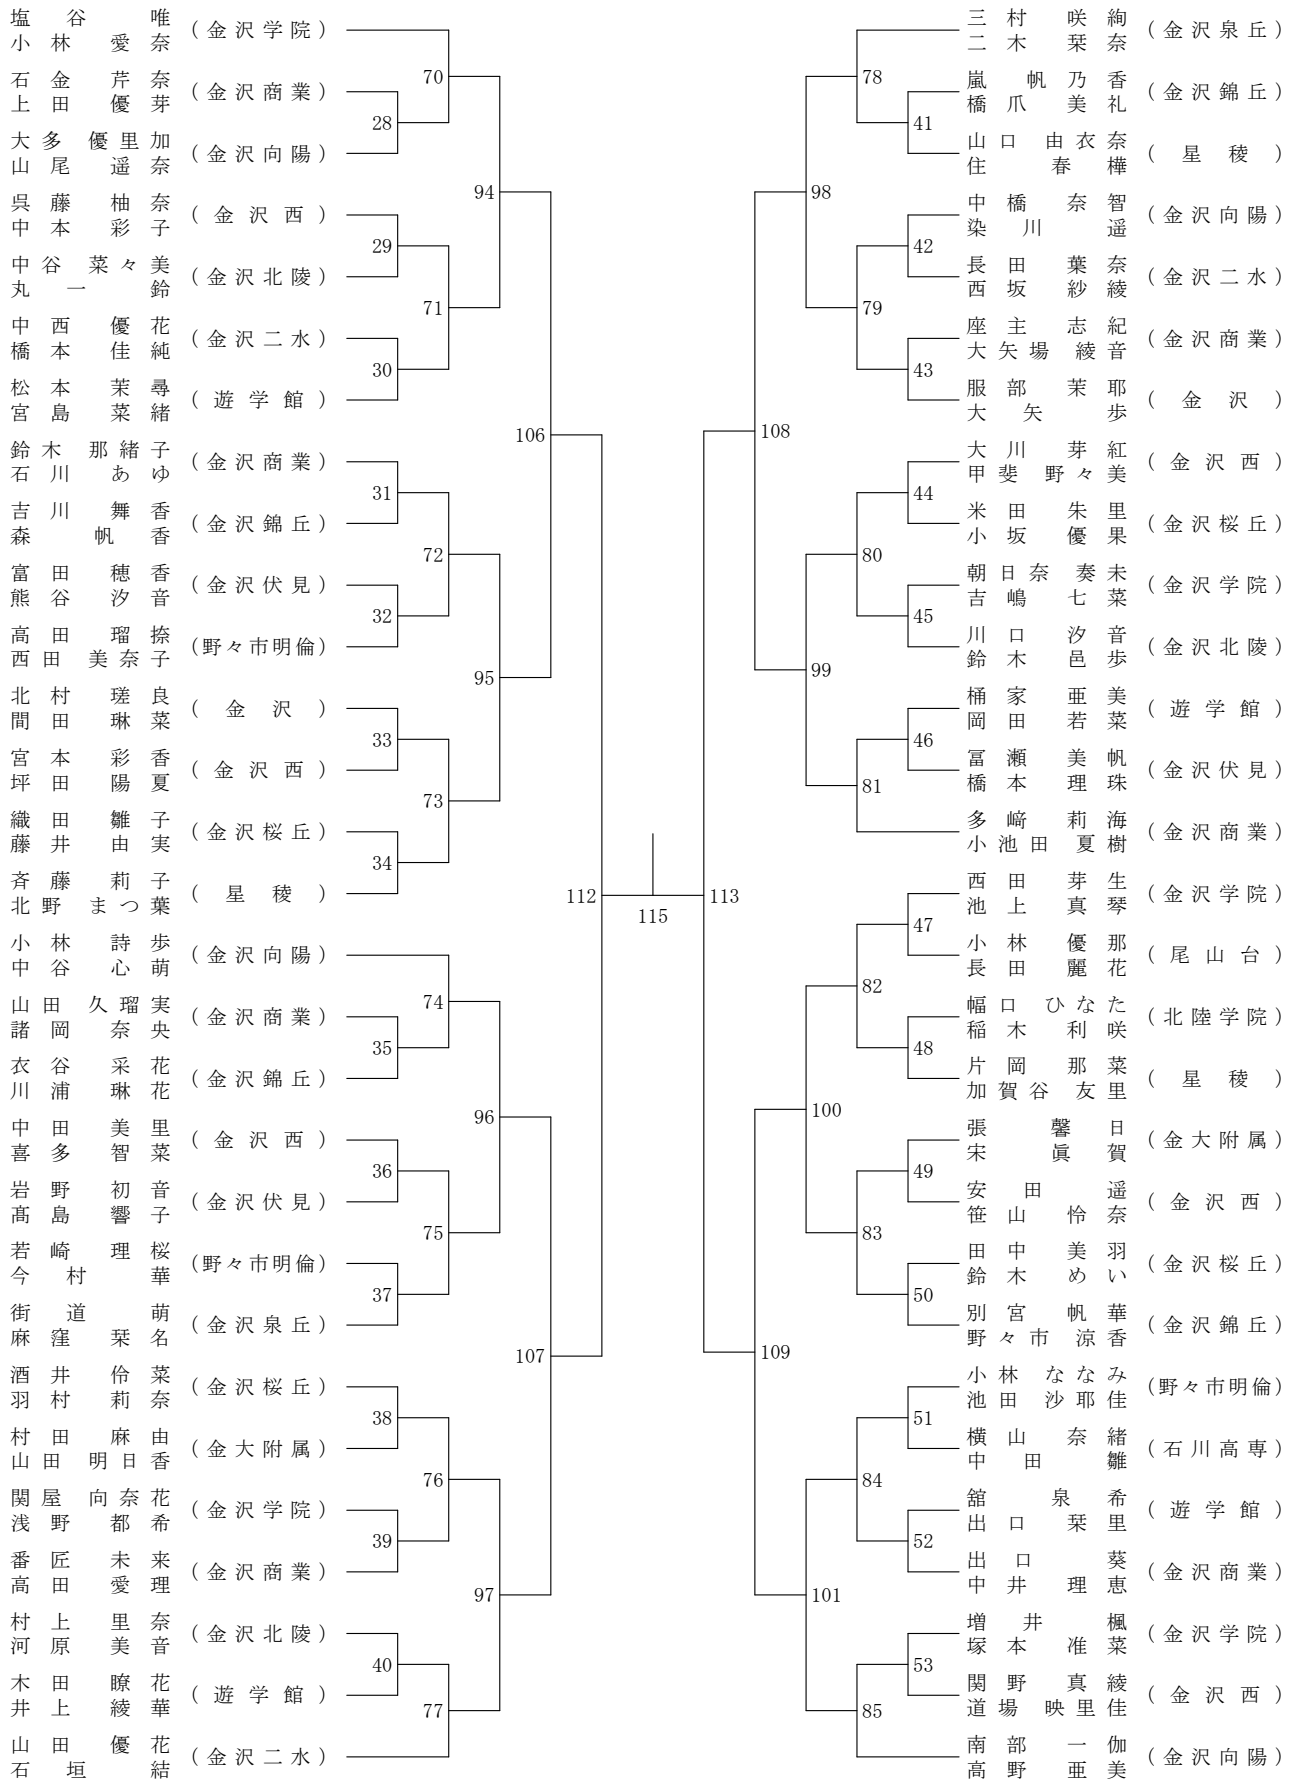 塩谷唯
小林愛奈
(金沢学院)
石金芹奈
上田優芽
(金沢商業)
大多優里加
山尾遥奈
(金沢向陽)
呉藤柚奈
中本彩子
(金沢西)
中谷菜々美
丸一鈴
(金沢北陵)
中西優花
橋本佳純
(金沢二水)
松本茉尋
宮島菜緒
(遊学館)
鈴木那緒子
石川あゆ
(金沢商業)
吉川舞香
森帆香
(金沢錦丘)
富田穂香
熊谷汐音
(金沢伏見)
高田瑠捺
西田美奈子
(野々市明倫)
北村瑳良
間田琳菜
(金沢)
宮本彩香
坪田陽夏
(金沢西)
織田雛子
藤井由実
(金沢桜丘)
斉藤莉子
北野まつ葉
(星稜)
小林詩歩
中谷心萌
(金沢向陽)
山田久瑠実
諸岡奈央
(金沢商業)
衣谷采花
川浦琳花
(金沢錦丘)
中田美里
喜多智菜
(金沢西)
岩野初音
髙島響子
(金沢伏見)
若崎理桜
今村華
(野々市明倫)
街道萌
麻窪栞名
(金沢泉丘)
酒井伶菜
羽村莉奈
(金沢桜丘)
村田麻由
山田明日香
(金大附属)
関屋向奈花
浅野都希
(金沢学院)
番匠未来
高田愛理
(金沢商業)
村上里奈
河原美音
(金沢北陵)
木田瞭花
井上綾華
(遊学館)
山田優花
石垣結
(金沢二水)
70
28
94
29
71
30
106
31
72
32
95
33
73
34
112
74
35
96
36
75
37
107
38
76
39
97
40
77
115
113
78
41
98
42
79
43
108
44
80
45
99
46
81
47
82
48
100
49
83
50
109
51
84
52
101
53
85
三村咲絢
二木栞奈
(金沢泉丘)
嵐帆乃香
橋爪美礼
(金沢錦丘)
山口由衣奈
住春樺
(星稜)
中橋奈智
染川遥
(金沢向陽)
長田葉奈
西坂紗綾
(金沢二水)
座主志紀
大矢場綾音
(金沢商業)
服部茉耶
大矢歩
(金沢)
大川芽紅
甲斐野々美
(金沢西)
米田朱里
小坂優果
(金沢桜丘)
朝日奈奏未
吉嶋七菜
(金沢学院)
川口汐音
鈴木邑歩
(金沢北陵)
桶家亜美
岡田若菜
(遊学館)
冨瀬美帆
橋本理珠
(金沢伏見)
多﨑莉海
小池田夏樹
(金沢商業)
西田芽生
池上真琴
(金沢学院)
小林優那
長田麗花
(尾山台)
幅口ひなた
稲木利咲
(北陸学院)
片岡那菜
加賀谷友里
(星稜)
張馨日
宋眞賀
(金大附属)
安田遥
笹山怜奈
(金沢西)
田中美羽
鈴木めい
(金沢桜丘)
別宮帆華
野々市涼香
(金沢錦丘)
小林ななみ
池田沙耶佳
(野々市明倫)
横山奈緒
中田雛
(石川高専)
舘泉希
出口栞里
(遊学館)
出口葵
中井理恵
(金沢商業)
増井楓
塚本准菜
(金沢学院)
関野真綾
道場映里佳
(金沢西)
南部一伽
高野亜美
(金沢向陽)